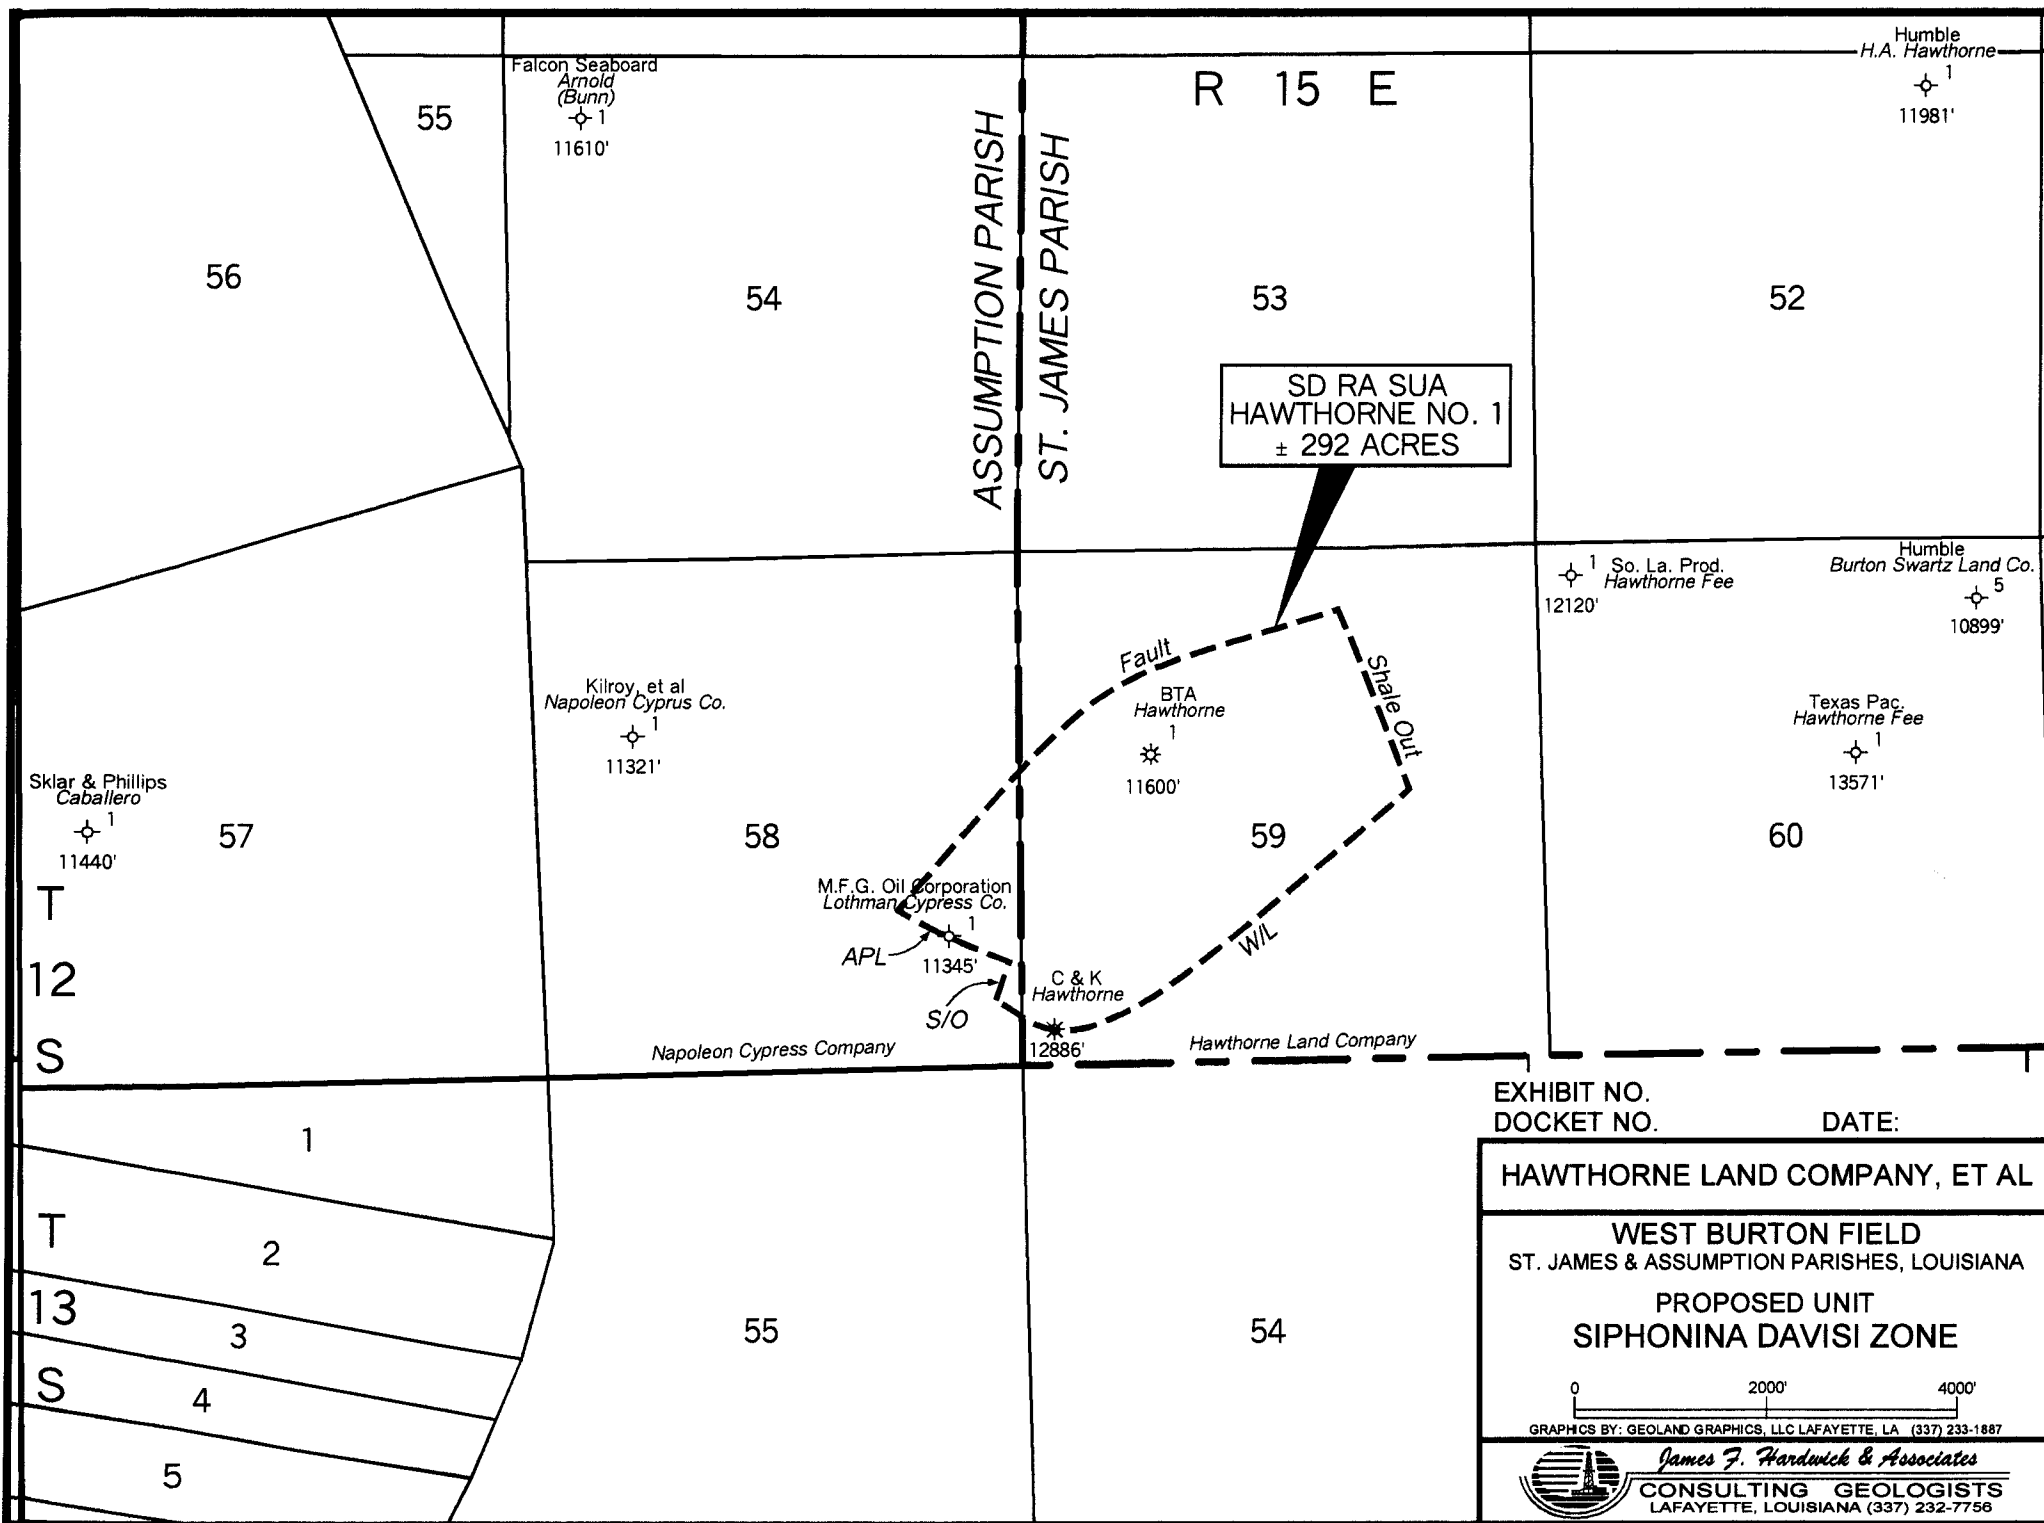 Humble
H.A. Hawthorne
1
11981'
Falcon Seaboard
Arnold
(Bunn)
1
11610'
R 15 E
55
ASSUMPTION PARISH
ST. JAMES PARISH
56
54
53
52
SD RA SUA
HAWTHORNE NO. 1
± 292 ACRES
1 So. La. Prod.
Hawthorne Fee
12120'
Humble
Burton Swartz Land Co.
5
10899'
Fault
Shale Out
Kilroy, et al
Napoleon Cyprus Co.
1
11321'
BTA
Hawthorne
1
11600'
Texas Pac.
Hawthorne Fee
1
13571'
Sklar & Phillips
Caballero
1
11440'
57
58
59
60
T
12
S
M.F.G. Oil Corporation
Lothman Cypress Co.
1
11345'
APL
S/O
C & K
Hawthorne
12886'
W/L
Napoleon Cypress Company
Hawthorne Land Company
1
2
3
4
5
T
13
S
55
54
EXHIBIT NO.
DOCKET NO. DATE:
HAWTHORNE LAND COMPANY, ET AL
WEST BURTON FIELD
ST. JAMES & ASSUMPTION PARISHES, LOUISIANA
PROPOSED UNIT
SIPHONINA DAVISI ZONE
0 2000' 4000'
GRAPHICS BY: GEOLAND GRAPHICS, LLC LAFAYETTE, LA (337) 233-1887
James F. Hardwick & Associates
CONSULTING GEOLOGISTS
LAFAYETTE, LOUISIANA (337) 232-7756